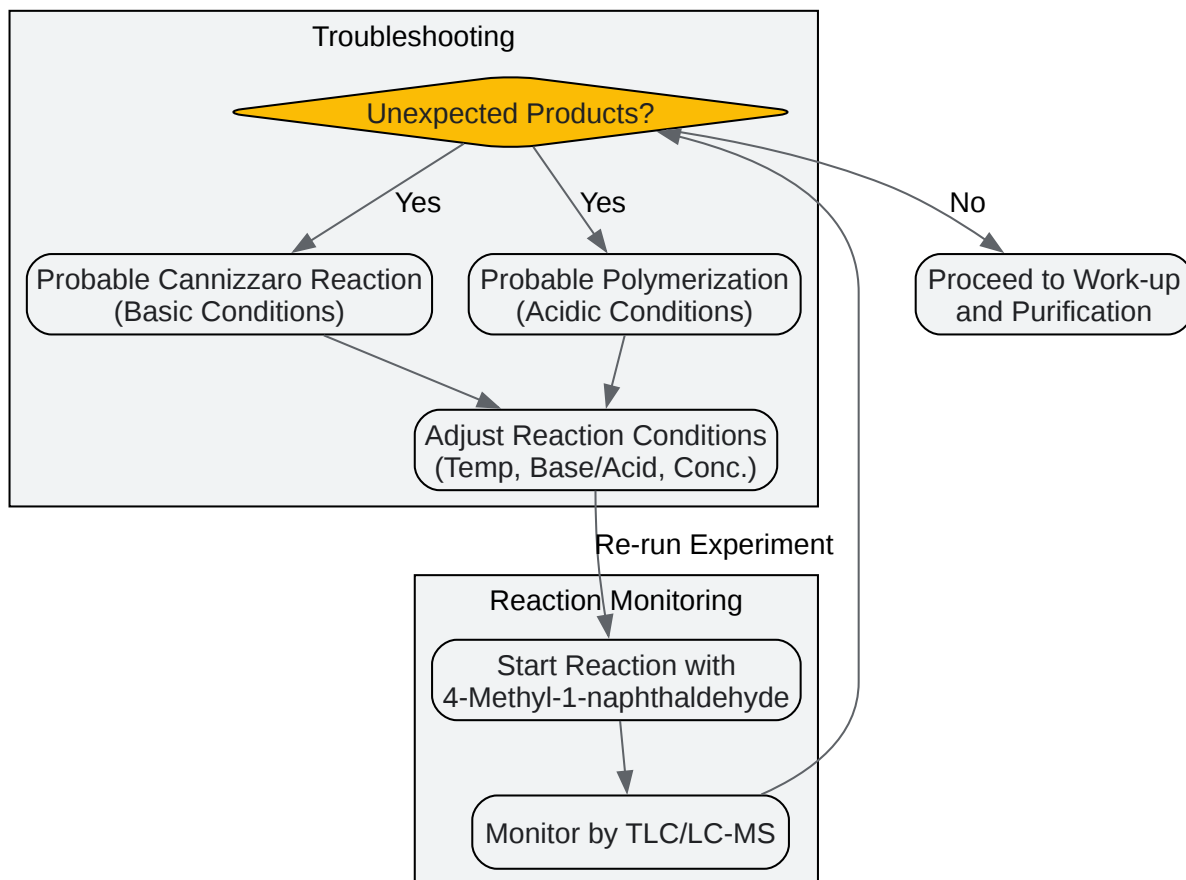 Troubleshooting
Unexpected Products?
Yes
Yes
No
Probable Cannizzaro Reaction
(Basic Conditions)
Probable Polymerization
(Acidic Conditions)
Proceed to Work-up
and Purification
Adjust Reaction Conditions
(Temp, Base/Acid, Conc.)
Re-run Experiment
Reaction Monitoring
Start Reaction with
4-Methyl-1-naphthaldehyde
Monitor by TLC/LC-MS